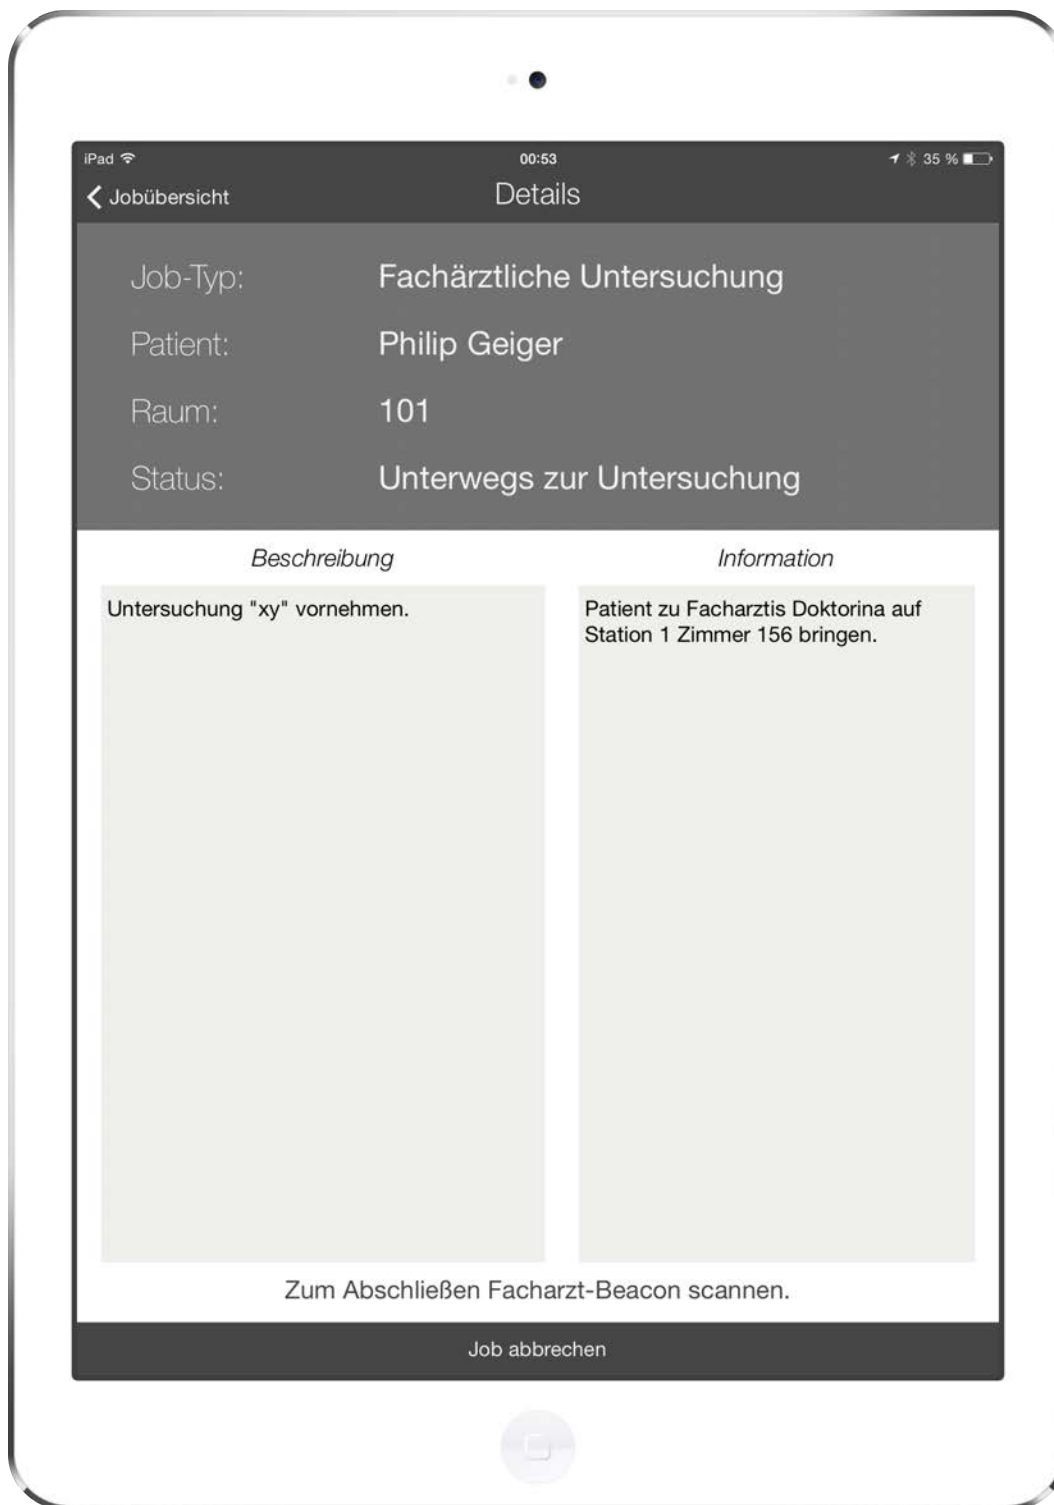 iPad 00:53 35 %
Jobübersicht Details
Job-Typ: Fachärztliche Untersuchung
Patient: Philip Geiger
Raum: 101
Status: Unterwegs zur Untersuchung
Beschreibung Information
Untersuchung "xy" vornehmen.
Patient zu Facharztis Doktorina auf
Station 1 Zimmer 156 bringen.
Zum Abschließen Facharzt-Beacon scannen.
Job abbrechen